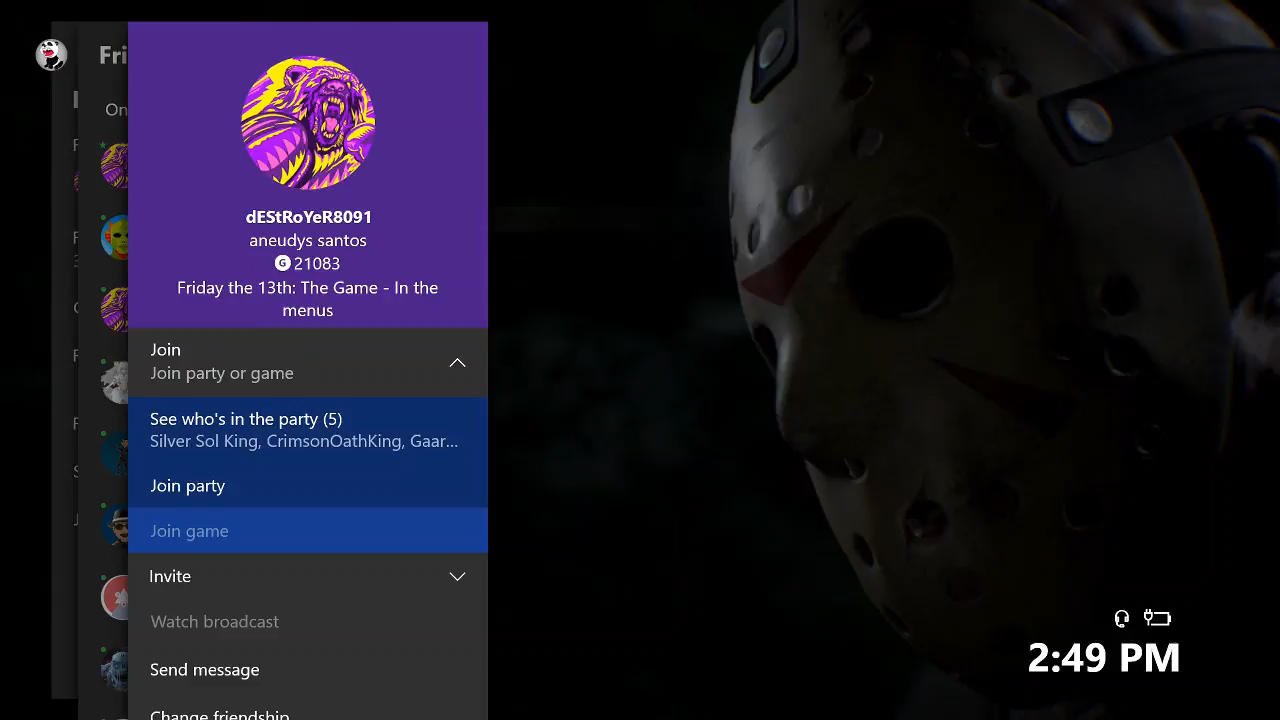 Fri
On
dEStRoYeR8091
aneudys santos
G 21083
Friday the 13th: The Game - In the
menus
Join
Join party or game
See who's in the party (5)
Silver Sol King, CrimsonOathKing, Gaar...
Join party
Join game
Invite
Watch broadcast
Send message
Change friendship
2:49 PM